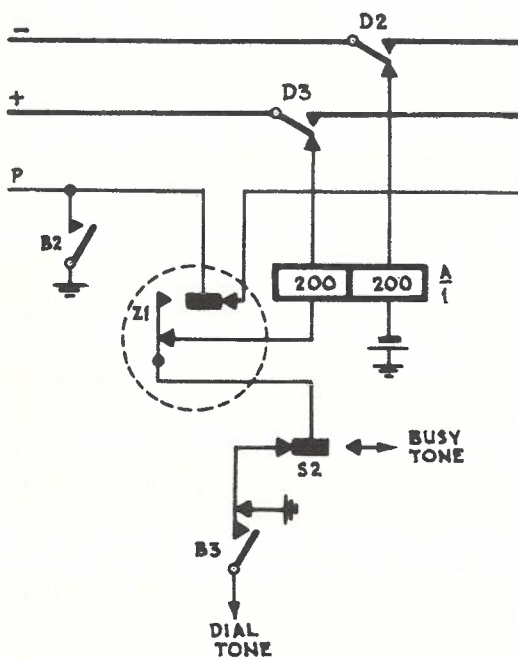 D2
−
D3
+
P
B2
200 200 A/1
Z1
BUSY
TONE
S2
B3
DIAL
TONE